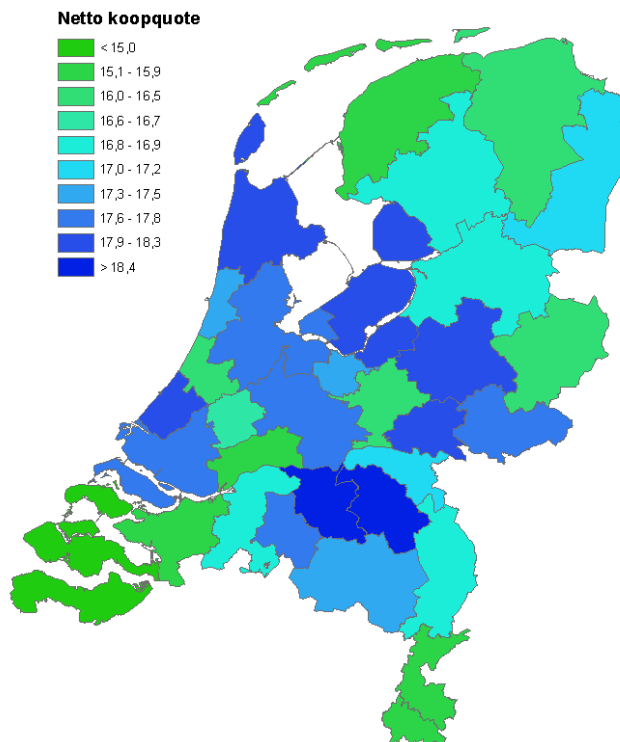 Netto koopquote
< 15,0
15,1 - 15,9
16,0 - 16,5
16,6 - 16,7
16,8 - 16,9
17,0 - 17,2
17,3 - 17,5
17,6 - 17,8
17,9 - 18,3
> 18,4